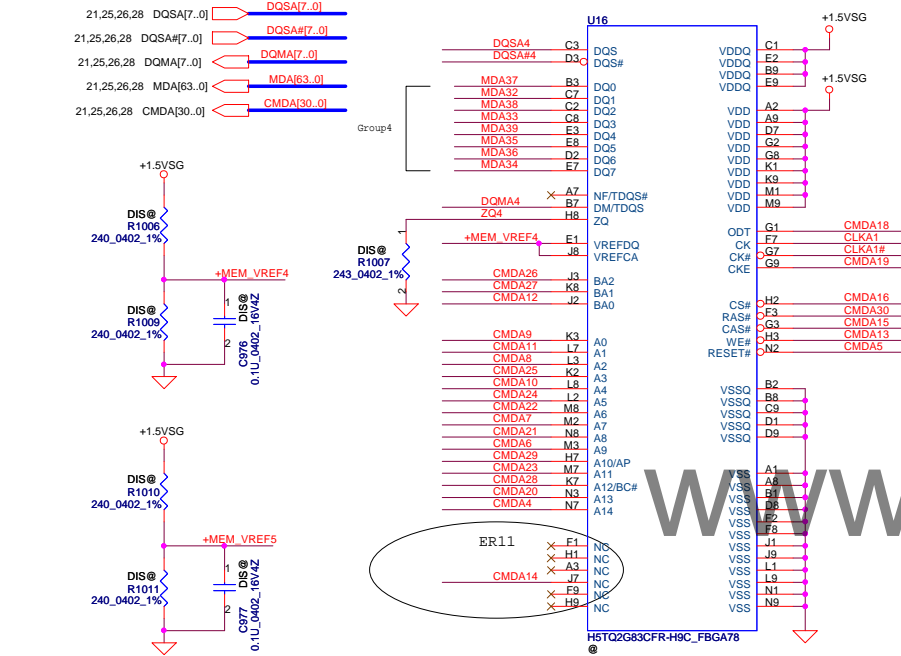 21,25,26,28 DQSA[7..0] DQSA[7..0]
21,25,26,28 DQSA#[7..0] DQSA#[7..0]
21,25,26,28 DQMA[7..0] DQMA[7..0]
21,25,26,28 MDA[63..0] MDA[63..0]
21,25,26,28 CMDA[30..0] CMDA[30..0]
+1.5VSG
DIS@
R1006
240_0402_1%
+MEM_VREF4
DIS@
R1009
240_0402_1%
1
2
DIS@
C976
0.1U_0402_16V4Z
+1.5VSG
DIS@
R1010
240_0402_1%
+MEM_VREF5
DIS@
R1011
240_0402_1%
1
2
DIS@
C977
0.1U_0402_16V4Z
Group4
DIS@
R1007
243_0402_1%
1
2
U16
DQSA4 C3 DQS
DQSA#4 D3 DQS#
MDA37 B3 DQ0
MDA32 C7 DQ1
MDA38 C2 DQ2
MDA33 C8 DQ3
MDA39 E3 DQ4
MDA35 E8 DQ5
MDA36 D2 DQ6
MDA34 E7 DQ7
A7 NF/TDQS#
DQMA4 B7 DM/TDQS
ZQ4 H8 ZQ
+MEM_VREF4 E1 VREFDQ
J8 VREFCA
CMDA26 J3 BA2
CMDA27 K8 BA1
CMDA12 J2 BA0
CMDA9 K3 A0
CMDA11 L7 A1
CMDA8 L3 A2
CMDA25 K2 A3
CMDA10 L8 A4
CMDA24 L2 A5
CMDA22 M8 A6
CMDA7 M2 A7
CMDA21 N8 A8
CMDA6 M3 A9
CMDA29 H7 A10/AP
CMDA23 M7 A11
CMDA28 K7 A12/BC#
CMDA20 N3 A13
CMDA4 N7 A14
ER11
F1 NC
H1 NC
A3 NC
CMDA14 J7 NC
F9 NC
H9 NC
+1.5VSG
VDDQ C1
VDDQ E2
VDDQ B9
VDDQ E9
+1.5VSG
VDD A2
VDD A9
VDD D7
VDD G2
VDD G8
VDD K1
VDD K9
VDD M1
VDD M9
ODT G1 CMDA18
CK F7 CLKA1
CK# G7 CLKA1#
CKE G9 CMDA19
CS# H2 CMDA16
RAS# F3 CMDA30
CAS# G3 CMDA15
WE# H3 CMDA13
RESET# N2 CMDA5
VSSQ B2
VSSQ B8
VSSQ C9
VSSQ D1
VSSQ D9
VSS A1
VSS A8
VSS B1
VSS D8
VSS F2
VSS F8
VSS J1
VSS J9
VSS L1
VSS L9
VSS N1
VSS N9
www
H5TQ2G83CFR-H9C_FBGA78
@